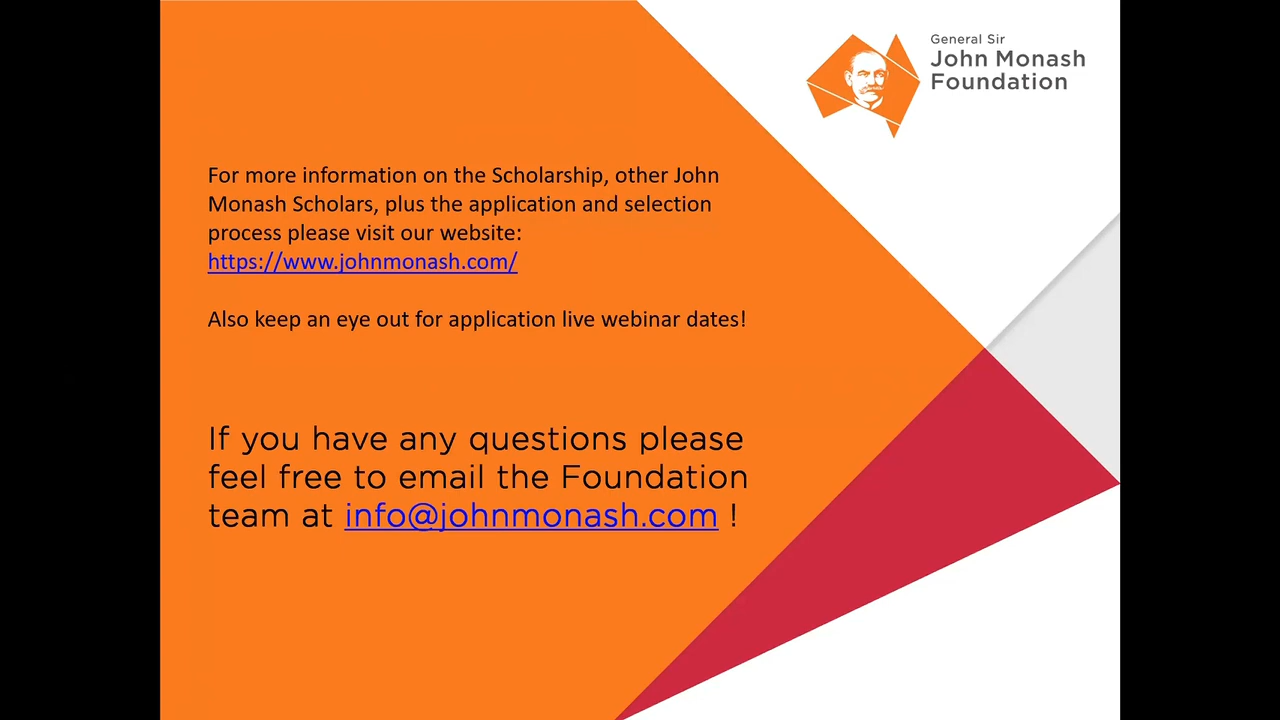 General Sir
John Monash
Foundation
For more information on the Scholarship, other John
Monash Scholars, plus the application and selection
process please visit our website:
https://www.johnmonash.com/
Also keep an eye out for application live webinar dates!
If you have any questions please
feel free to email the Foundation
team at info@johnmonash.com !